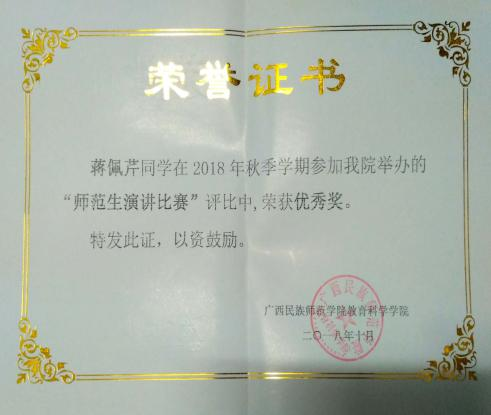 荣誉证书
蒋佩芹同学在2018年秋季学期参加我院举办的
“师范生演讲比赛”评比中,荣获优秀奖。
特发此证，以资鼓励。
广西民族师范学院教育科学学院
二〇一八年十月